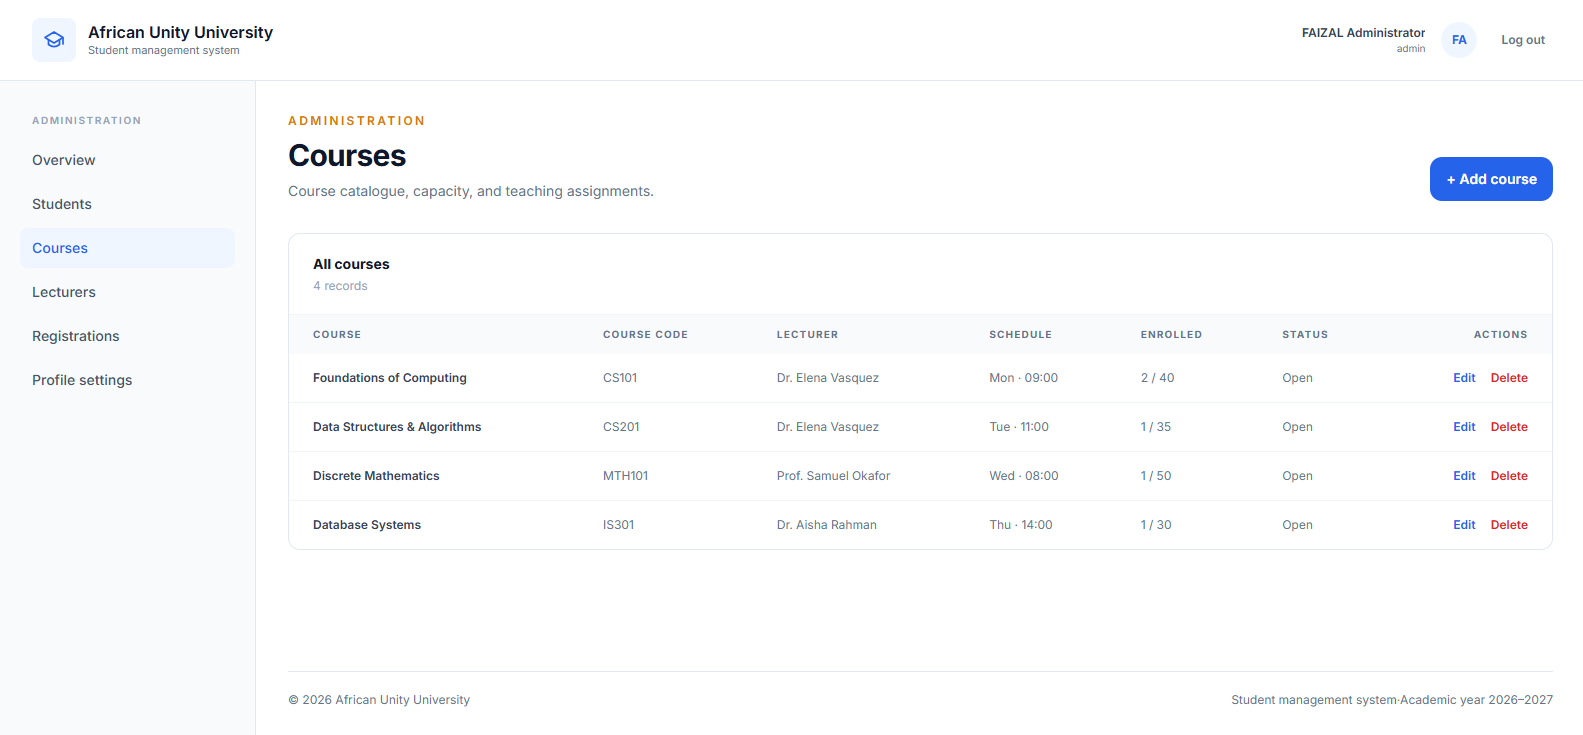 African Unity University
Student management system
FAIZAL Administrator
admin
FA
Log out
ADMINISTRATION
Overview
Students
Courses
Lecturers
Registrations
Profile settings
ADMINISTRATION
Courses
Course catalogue, capacity, and teaching assignments.
+ Add course
All courses
4 records
COURSE COURSE CODE LECTURER SCHEDULE ENROLLED STATUS ACTIONS
Foundations of Computing CS101 Dr. Elena Vasquez Mon · 09:00 2 / 40 Open Edit Delete
Data Structures & Algorithms CS201 Dr. Elena Vasquez Tue · 11:00 1 / 35 Open Edit Delete
Discrete Mathematics MTH101 Prof. Samuel Okafor Wed · 08:00 1 / 50 Open Edit Delete
Database Systems IS301 Dr. Aisha Rahman Thu · 14:00 1 / 30 Open Edit Delete
© 2026 African Unity University
Student management system·Academic year 2026–2027